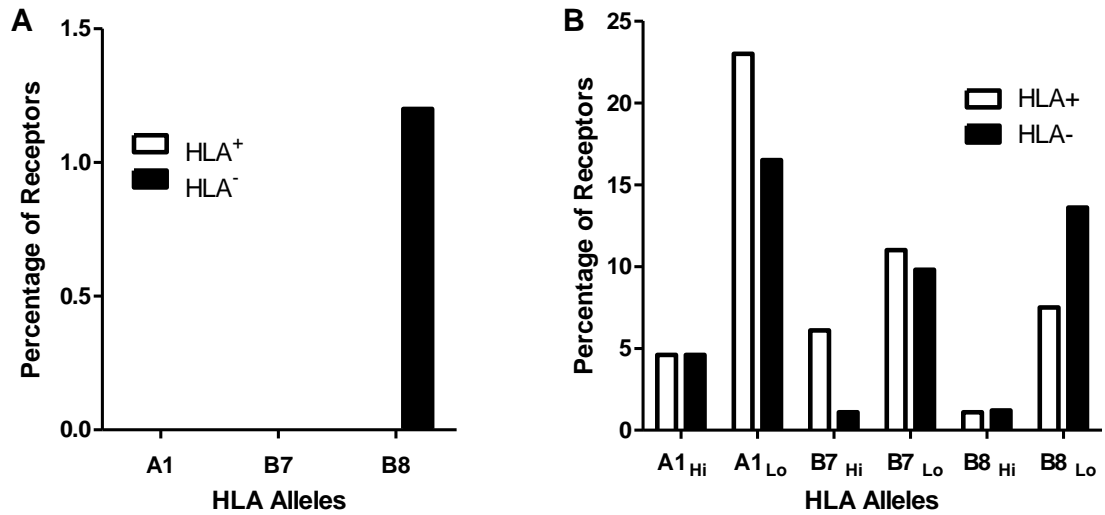 A
Percentage of Receptors
1.5
1.0
0.5
0.0
HLA+
HLA-
A1 B7 B8
HLA Alleles
B
Percentage of Receptors
25
20
15
10
5
0
HLA+
HLA-
A1 Hi A1 Lo B7 Hi B7 Lo B8 Hi B8 Lo
HLA Alleles